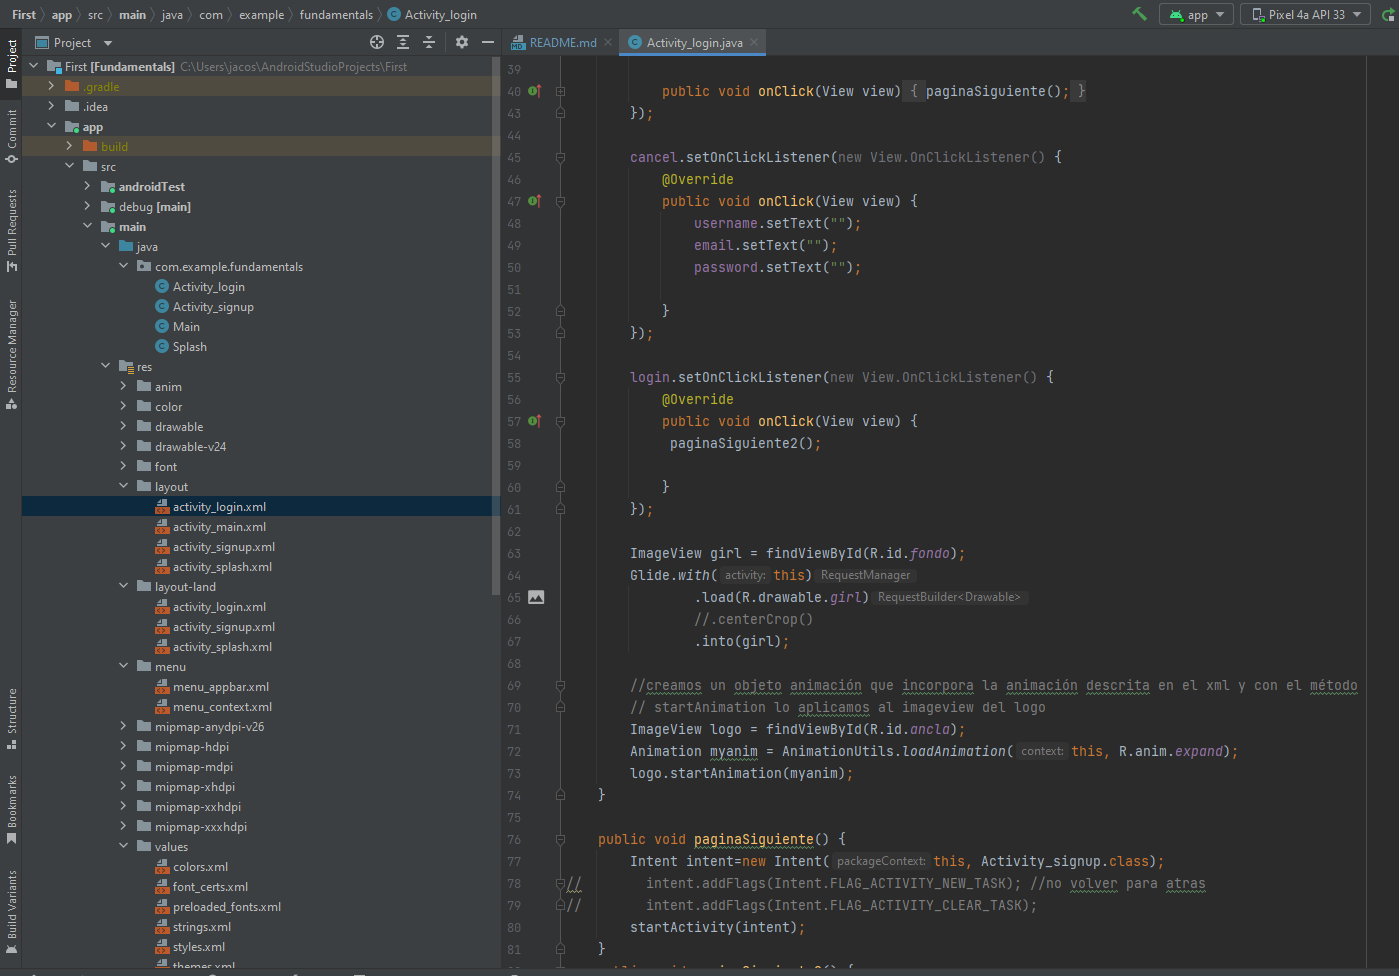 First app src main java com example fundamentals Activity_login
app Pixel 4a API 33
Project
README.md Activity_login.java
Project
Commit
Pull Requests
Resource Manager
Structure
Bookmarks
Build Variants
First [Fundamentals] C:\Users\jacos\AndroidStudioProjects\First
.gradle
.idea
app
build
src
androidTest
debug [main]
main
java
com.example.fundamentals
Activity_login
Activity_signup
Main
Splash
res
anim
color
drawable
drawable-v24
font
layout
activity_login.xml
activity_main.xml
activity_signup.xml
activity_splash.xml
layout-land
activity_login.xml
activity_signup.xml
activity_splash.xml
menu
menu_appbar.xml
menu_context.xml
mipmap-anydpi-v26
mipmap-hdpi
mipmap-mdpi
mipmap-xhdpi
mipmap-xxhdpi
mipmap-xxxhdpi
values
colors.xml
font_certs.xml
preloaded_fonts.xml
strings.xml
styles.xml
themes.xml
39
40 public void onClick(View view) { paginaSiguiente(); }
43 });
44
45 cancel.setOnClickListener(new View.OnClickListener() {
46 @Override
47 public void onClick(View view) {
48 username.setText("");
49 email.setText("");
50 password.setText("");
51
52 }
53 });
54
55 login.setOnClickListener(new View.OnClickListener() {
56 @Override
57 public void onClick(View view) {
58 paginaSiguiente2();
59
60 }
61 });
62
63 ImageView girl = findViewById(R.id.fondo);
64 Glide.with( activity: this) RequestManager
65 .load(R.drawable.girl) RequestBuilder<Drawable>
66 //.centerCrop()
67 .into(girl);
68
69 //creamos un objeto animación que incorpora la animación descrita en el xml y con el método
70 // startAnimation lo aplicamos al imageview del logo
71 ImageView logo = findViewById(R.id.ancla);
72 Animation myanim = AnimationUtils.loadAnimation( context: this, R.anim.expand);
73 logo.startAnimation(myanim);
74 }
75
76 public void paginaSiguiente() {
77 Intent intent=new Intent( packageContext: this, Activity_signup.class);
78 // intent.addFlags(Intent.FLAG_ACTIVITY_NEW_TASK); //no volver para atras
79 // intent.addFlags(Intent.FLAG_ACTIVITY_CLEAR_TASK);
80 startActivity(intent);
81 }